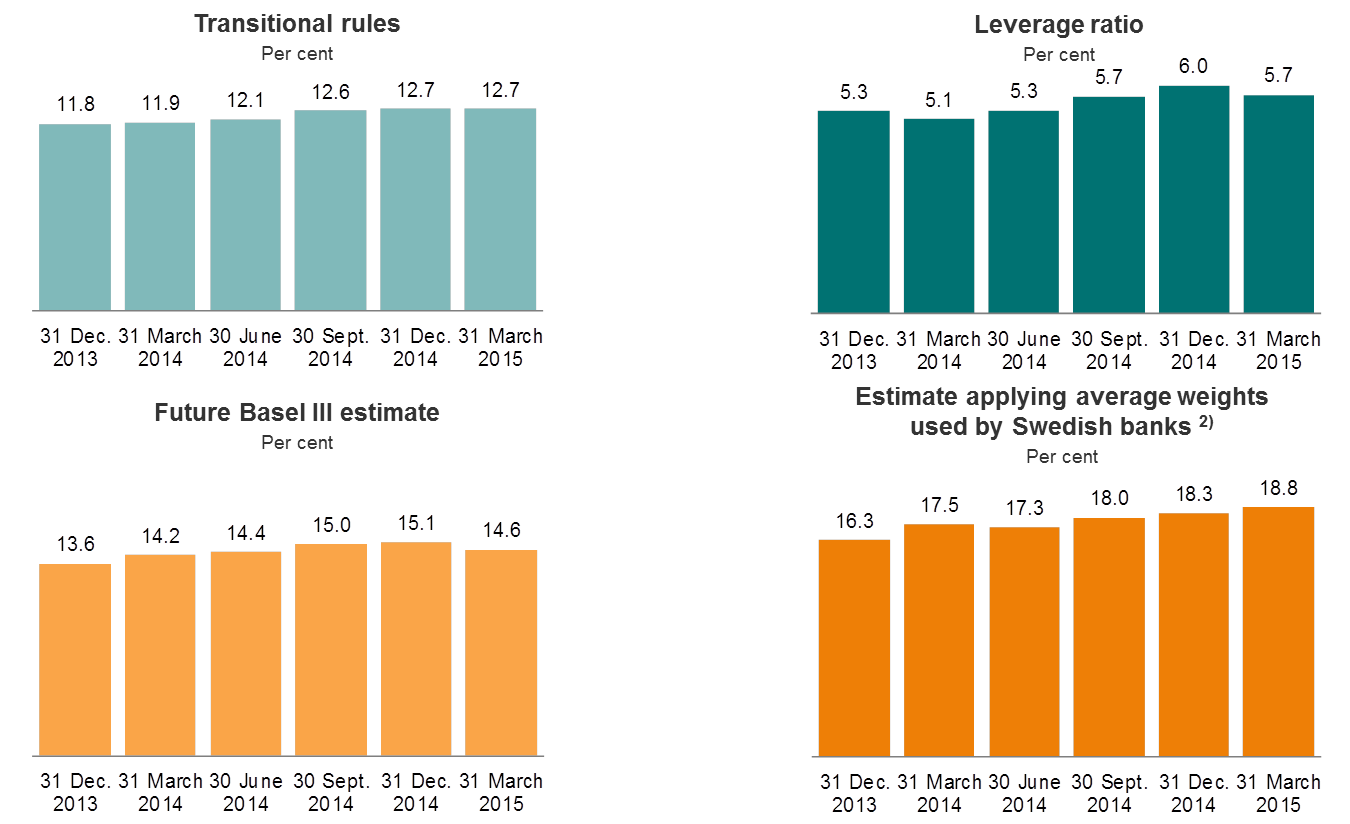 Transitional rules
Per cent
11.8 11.9 12.1 12.6 12.7 12.7
31 Dec. 31 March 30 June 30 Sept. 31 Dec. 31 March
2013 2014 2014 2014 2014 2015
Leverage ratio
Per cent
5.3 5.1 5.3 5.7 6.0 5.7
31 Dec. 31 March 30 June 30 Sept. 31 Dec. 31 March
2013 2014 2014 2014 2014 2015
Future Basel III estimate
Per cent
13.6 14.2 14.4 15.0 15.1 14.6
31 Dec. 31 March 30 June 30 Sept. 31 Dec. 31 March
2013 2014 2014 2014 2014 2015
Estimate applying average weights
used by Swedish banks 2)
Per cent
16.3 17.5 17.3 18.0 18.3 18.8
31 Dec. 31 March 30 June 30 Sept. 31 Dec. 31 March
2013 2014 2014 2014 2014 2015